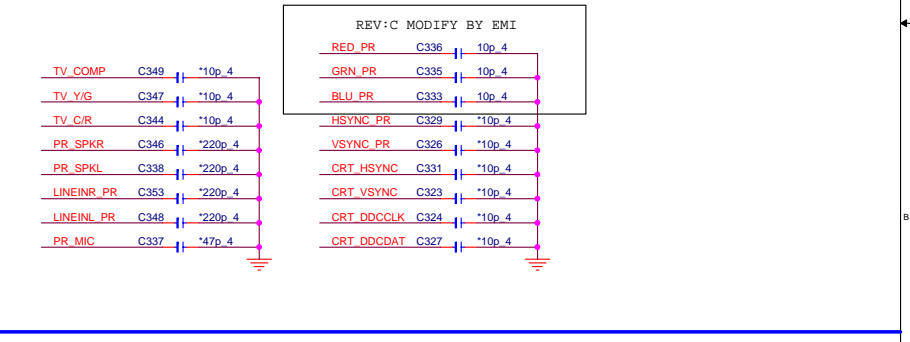 REV:C MODIFY BY EMI
RED_PR C336 10p_4
TV_COMP C349 *10p_4 GRN_PR C335 10p_4
TV_Y/G C347 *10p_4 BLU_PR C333 10p_4
TV_C/R C344 *10p_4 HSYNC_PR C329 *10p_4
PR_SPKR C346 *220p_4 VSYNC_PR C326 *10p_4
PR_SPKL C338 *220p_4 CRT_HSYNC C331 *10p_4
LINEINR_PR C353 *220p_4 CRT_VSYNC C323 *10p_4
LINEINL_PR C348 *220p_4 CRT_DDCCLK C324 *10p_4
B
PR_MIC C337 *47p_4 CRT_DDCDAT C327 *10p_4